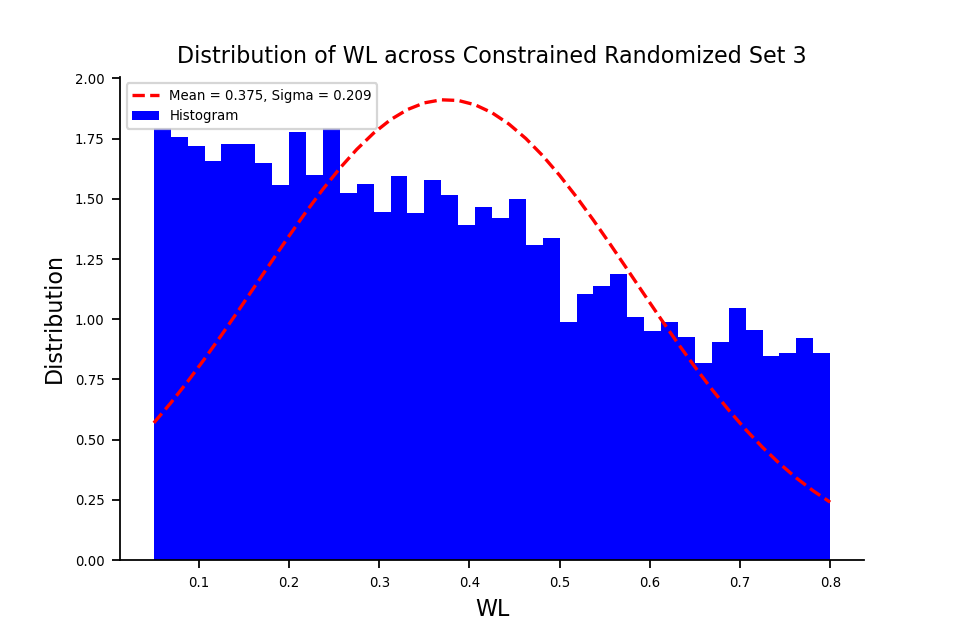 Distribution of WL across Constrained Randomized Set 3
2.00
1.75
1.50
1.25
1.00
0.75
0.50
0.25
0.00
Distribution
Mean = 0.375, Sigma = 0.209
Histogram
0.1 0.2 0.3 0.4 0.5 0.6 0.7 0.8
WL